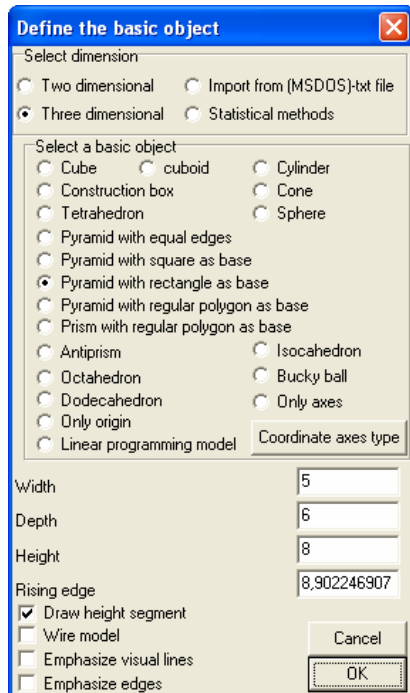 Define the basic object
Select dimension
Two dimensional Import from (MSDOS)-txt file
Three dimensional Statistical methods
Select a basic object
Cube cuboid Cylinder
Construction box Cone
Tetrahedron Sphere
Pyramid with equal edges
Pyramid with square as base
Pyramid with rectangle as base
Pyramid with regular polygon as base
Prism with regular polygon as base
Antiprism Isocahedron
Octahedron Bucky ball
Dodecahedron Only axes
Only origin
Linear programming model Coordinate axes type
Width 5
Depth 6
Height 8
Rising edge 8,902246907
Draw height segment
Wire model Cancel
Emphasize visual lines
Emphasize edges OK